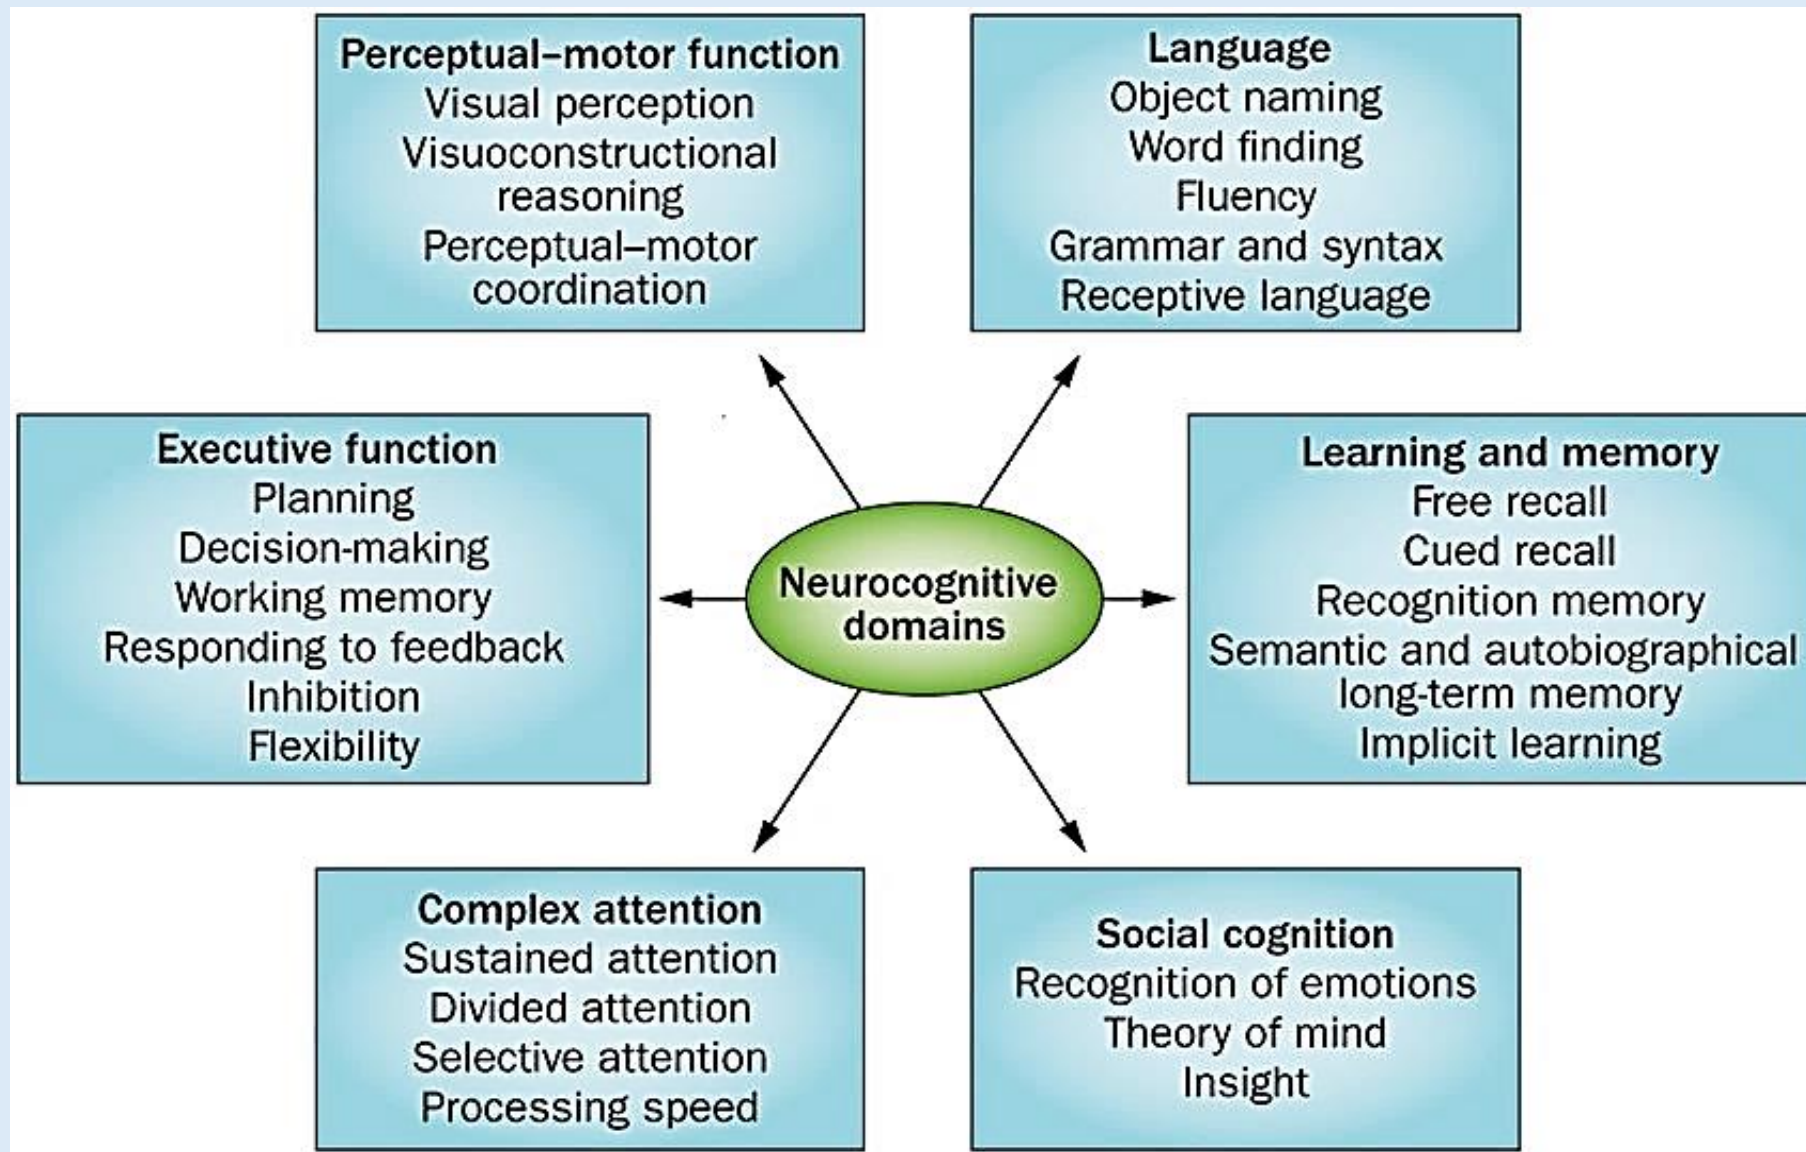 Perceptual–motor function
Visual perception
Visuoconstructional
reasoning
Perceptual–motor
coordination
Language
Object naming
Word finding
Fluency
Grammar and syntax
Receptive language
Executive function
Planning
Decision-making
Working memory
Responding to feedback
Inhibition
Flexibility
Neurocognitive
domains
Learning and memory
Free recall
Cued recall
Recognition memory
Semantic and autobiographical
long-term memory
Implicit learning
Complex attention
Sustained attention
Divided attention
Selective attention
Processing speed
Social cognition
Recognition of emotions
Theory of mind
Insight